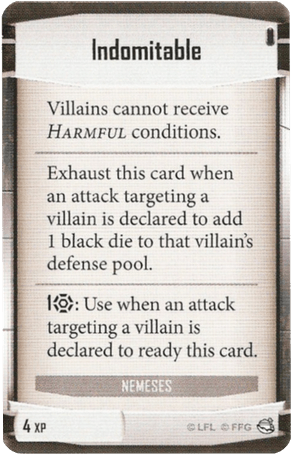 Indomitable
Villains cannot receive
HARMFUL conditions.
Exhaust this card when
an attack targeting a
villain is declared to add
1 black die to that villain's
defense pool.
1: Use when an attack
targeting a villain is
declared to ready this card.
NEMESES
4 XP
© LFL © FFG